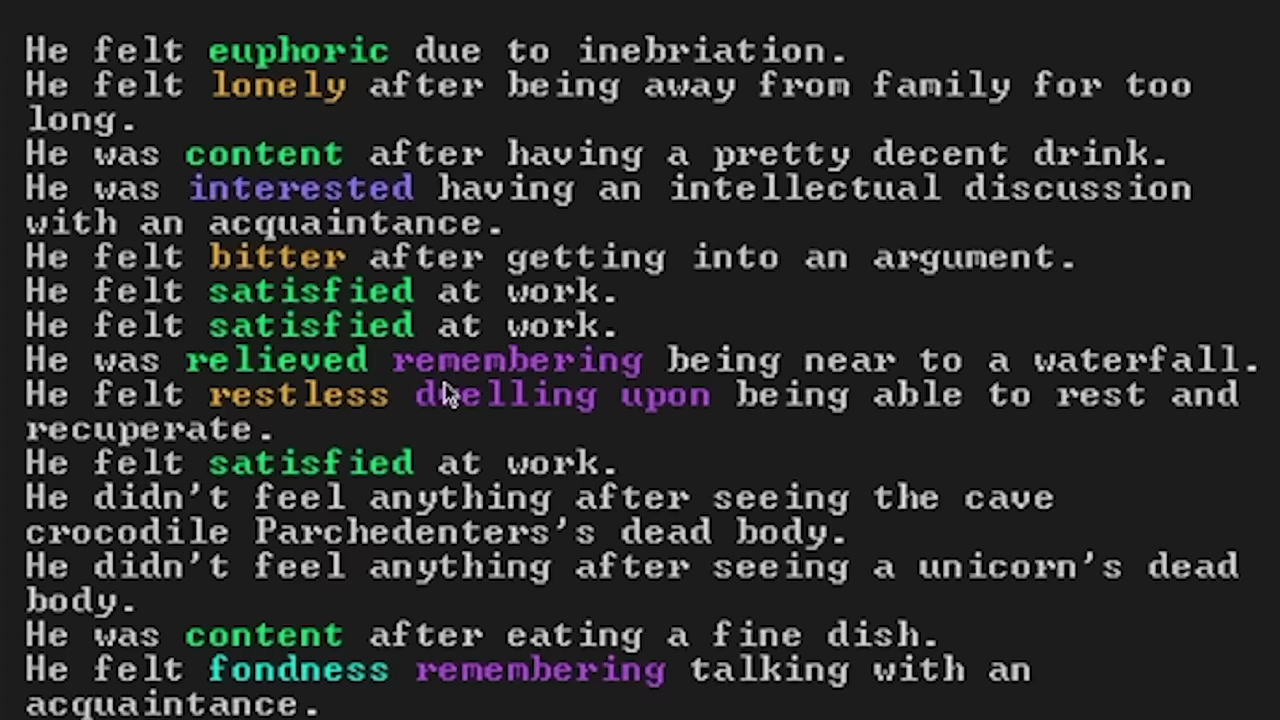 He felt euphoric due to inebriation.
He felt lonely after being away from family for too
long.
He was content after having a pretty decent drink.
He was interested having an intellectual discussion
with an acquaintance.
He felt bitter after getting into an argument.
He felt satisfied at work.
He felt satisfied at work.
He was relieved remembering being near to a waterfall.
He felt restless dwelling upon being able to rest and
recuperate.
He felt satisfied at work.
He didn't feel anything after seeing the cave
crocodile Parchedenters's dead body.
He didn't feel anything after seeing a unicorn's dead
body.
He was content after eating a fine dish.
He felt fondness remembering talking with an
acquaintance.